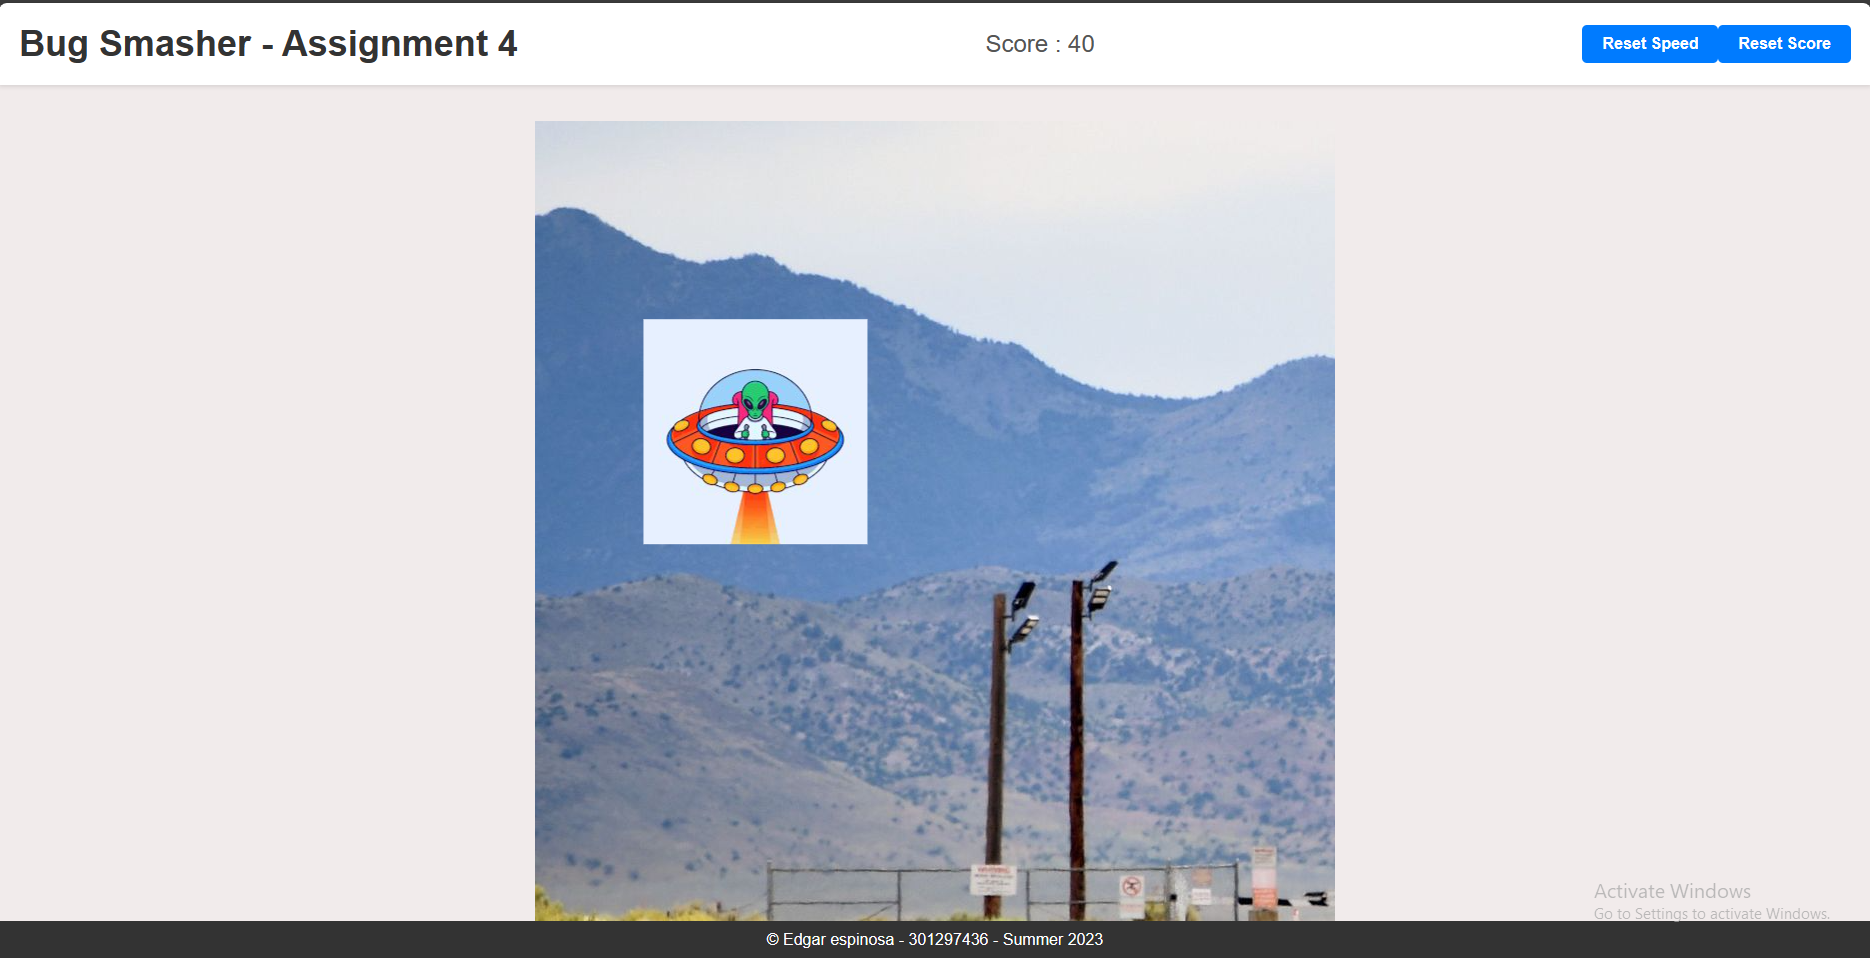 Bug Smasher - Assignment 4
Score : 40
Reset Speed
Reset Score
WARNING
Activate Windows
Go to Settings to activate Windows.
© Edgar espinosa - 301297436 - Summer 2023